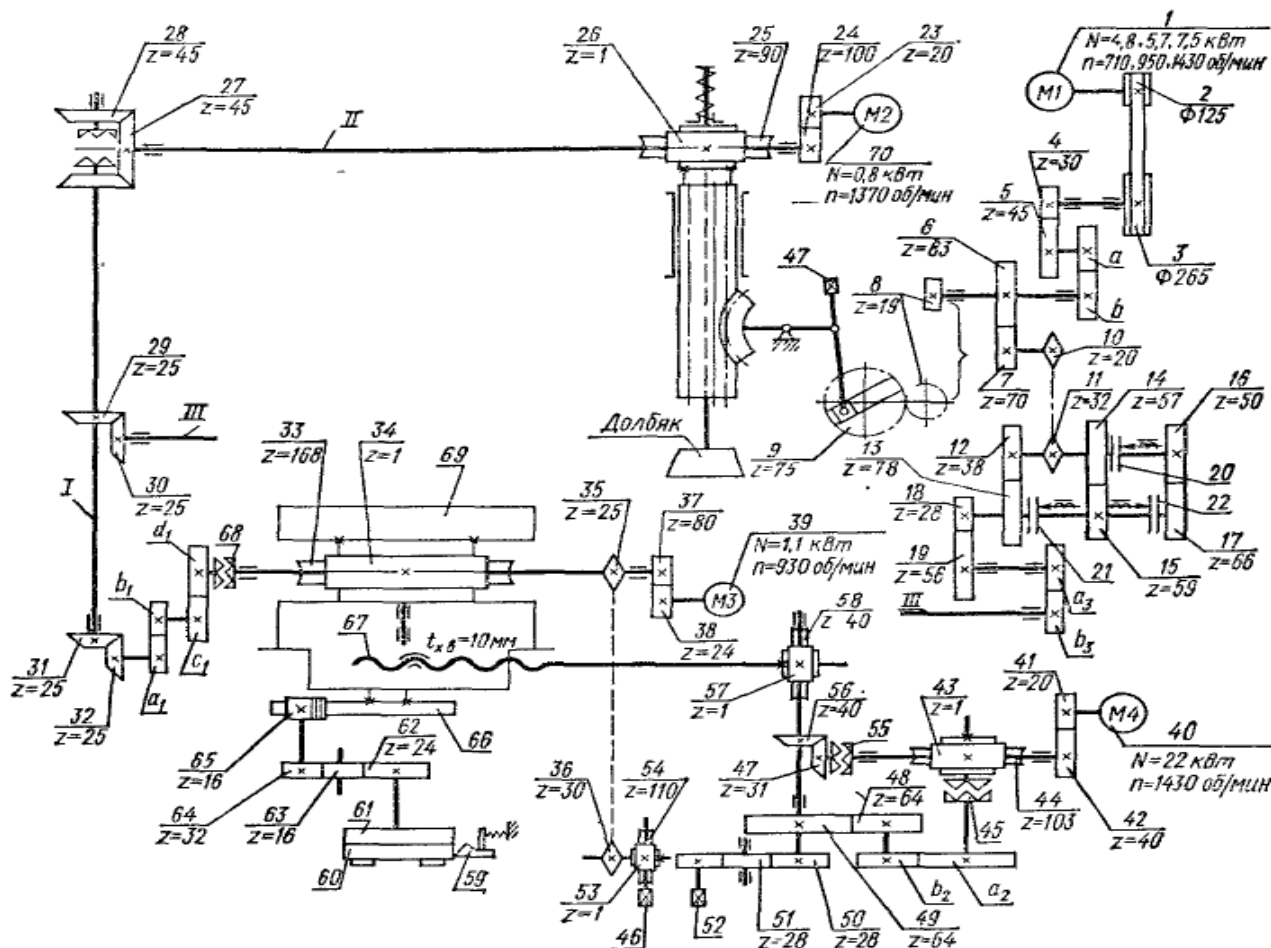 1
N=4,8·5,7,7,5 кВт
n=710,950,1430 об/мин
М1
2
Ф125
3
Ф265
28
z=45
27
z=45
II
26
z=1
25
z=90
24
z=100
23
z=20
М2
70
N=0,8 кВт
n=1370 об/мин
4
z=30
5
z=45
a
b
6
z=83
8
z=19
47
7
z=70
10
z=20
11
z=32
14
z=57
16
z=50
Долбяк
9
z=75
12
z=38
13
z=78
20
22
18
z=28
19
z=56
21
15
z=59
17
z=66
III
a3
b3
29
z=25
III
30
z=25
I
33
z=168
34
z=1
69
35
z=25
37
z=80
39
N=1,1 кВт
n=930 об/мин
М3
38
z=24
d1
68
b1
c1
a1
31
z=25
32
z=25
67
tх в=10мм
58
z=40
57
z=1
56
z=40
55
47
z=31
43
z=1
41
z=20
М4
40
N=22 кВт
n=1430 об/мин
44
z=103
42
z=40
45
48
z=64
65
z=16
62
z=24
66
64
z=32
63
z=16
61
60
59
36
z=30
54
z=110
53
z=1
46
52
51
z=28
50
z=28
49
z=64
b2
a2